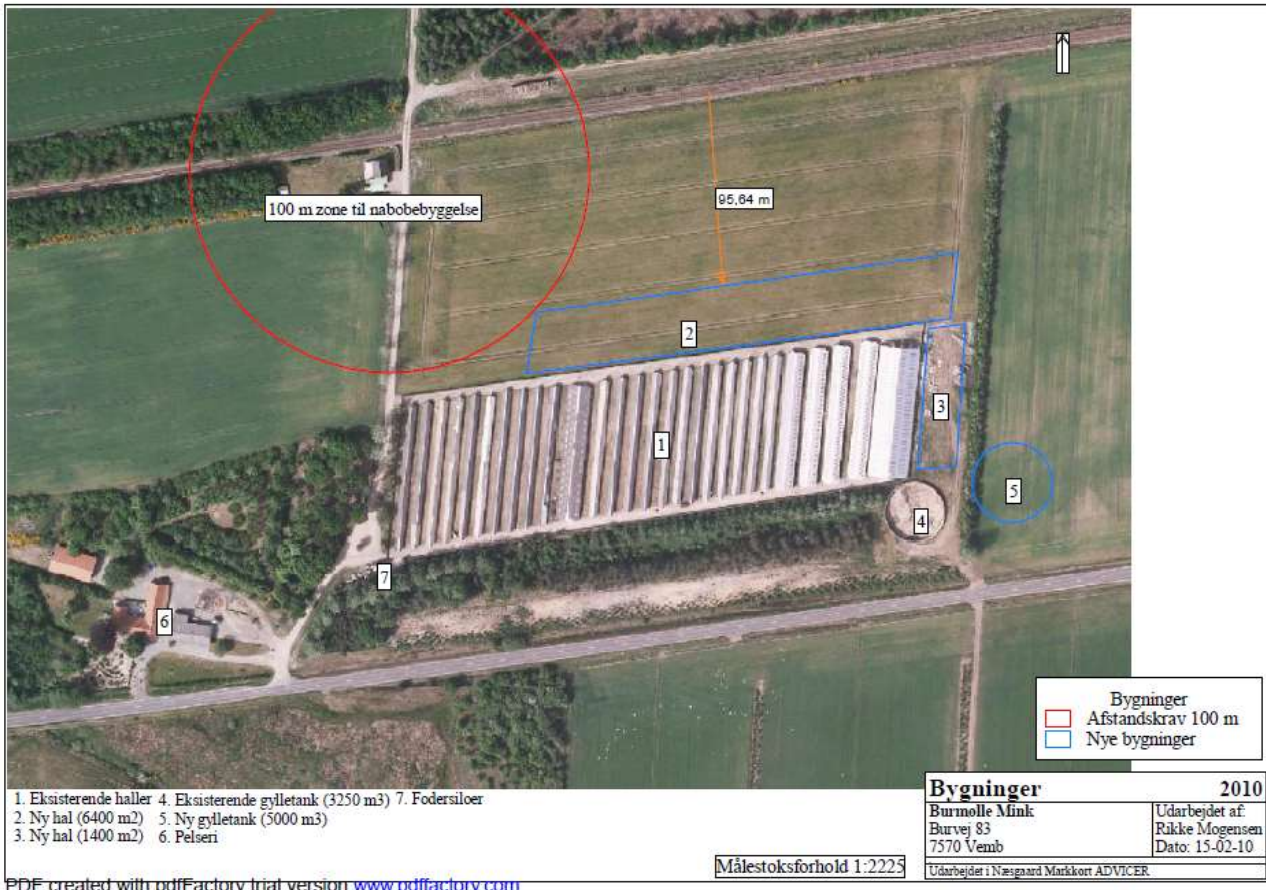 100 m zone til nabobebyggelse
95,64 m
2
3
1
5
4
7
6
Bygninger
Afstandskrav 100 m
Nye bygninger
1. Eksisterende haller 4. Eksisterende gylletank (3250 m3) 7. Fodersiloer
2. Ny hal (6400 m2) 5. Ny gylletank (5000 m3)
3. Ny hal (1400 m2) 6. Pelseri
Målestoksforhold 1:2225
Bygninger 2010
Burmølle Mink
Burvej 83
7570 Vemb
Udarbejdet af:
Rikke Mogensen
Dato: 15-02-10
Udarbejdet i Næsgaard Markkort ADVICER
PDF created with pdfFactory trial version www.pdffactory.com